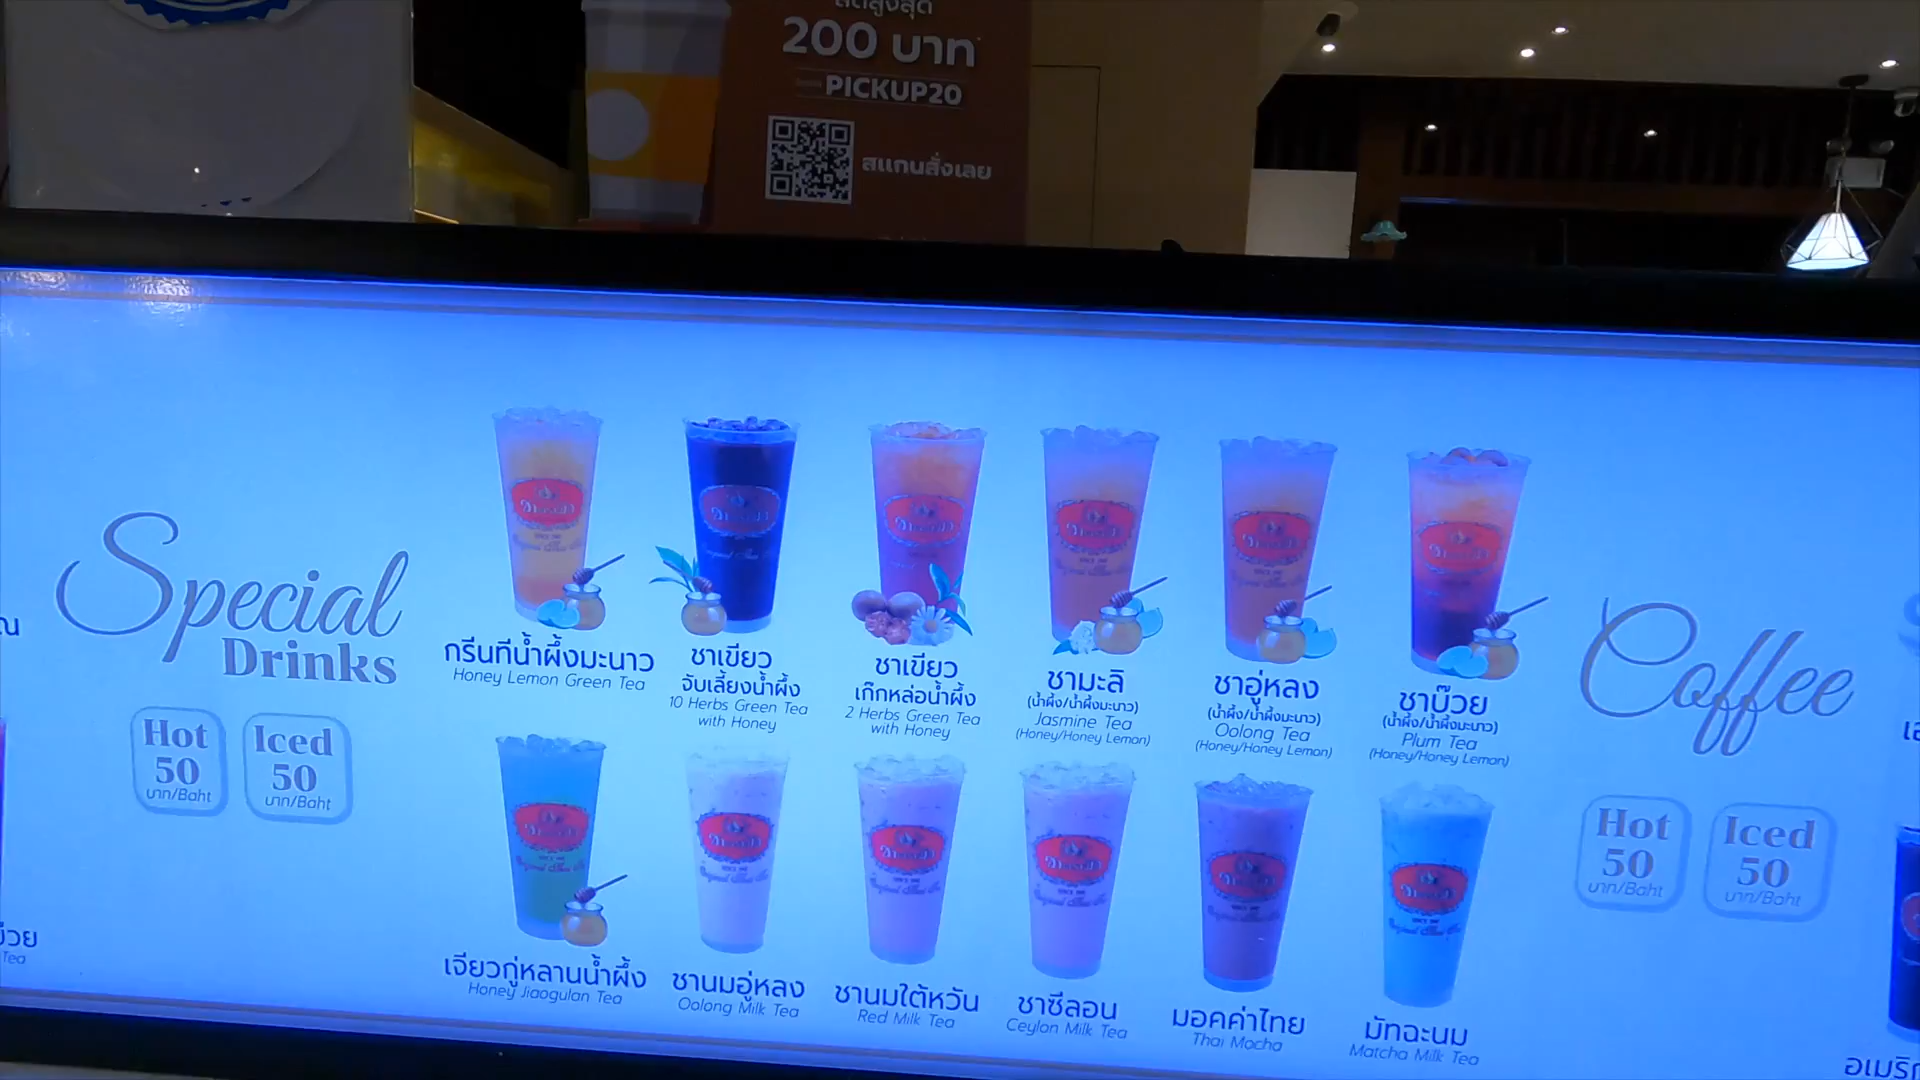 ลดสูงสุด
200 บาท
PICKUP20
สแกนสั่งเลย
Special
Drinks
Hot
50
บาท/Baht
Iced
50
บาท/Baht
กรีนทีน้ำผึ้งมะนาว
Honey Lemon Green Tea
ชาเขียว
จับเลี้ยงน้ำผึ้ง
10 Herbs Green Tea
with Honey
ชาเขียว
เก๊กหล่อน้ำผึ้ง
2 Herbs Green Tea
with Honey
ชามะลิ
(น้ำผึ้ง/น้ำผึ้งมะนาว)
Jasmine Tea
(Honey/Honey Lemon)
ชาอู่หลง
(น้ำผึ้ง/น้ำผึ้งมะนาว)
Oolong Tea
(Honey/Honey Lemon)
ชาบ๊วย
(น้ำผึ้ง/น้ำผึ้งมะนาว)
Plum Tea
(Honey/Honey Lemon)
เจียวกู่หลานน้ำผึ้ง
Honey Jiaogulan Tea
ชานมอู่หลง
Oolong Milk Tea
ชานมใต้หวัน
Red Milk Tea
ชาซีลอน
Ceylon Milk Tea
มอคค่าไทย
Thai Mocha
มัทฉะนม
Matcha Milk Tea
Coffee
Hot
50
บาท/Baht
Iced
50
บาท/Baht
Tea